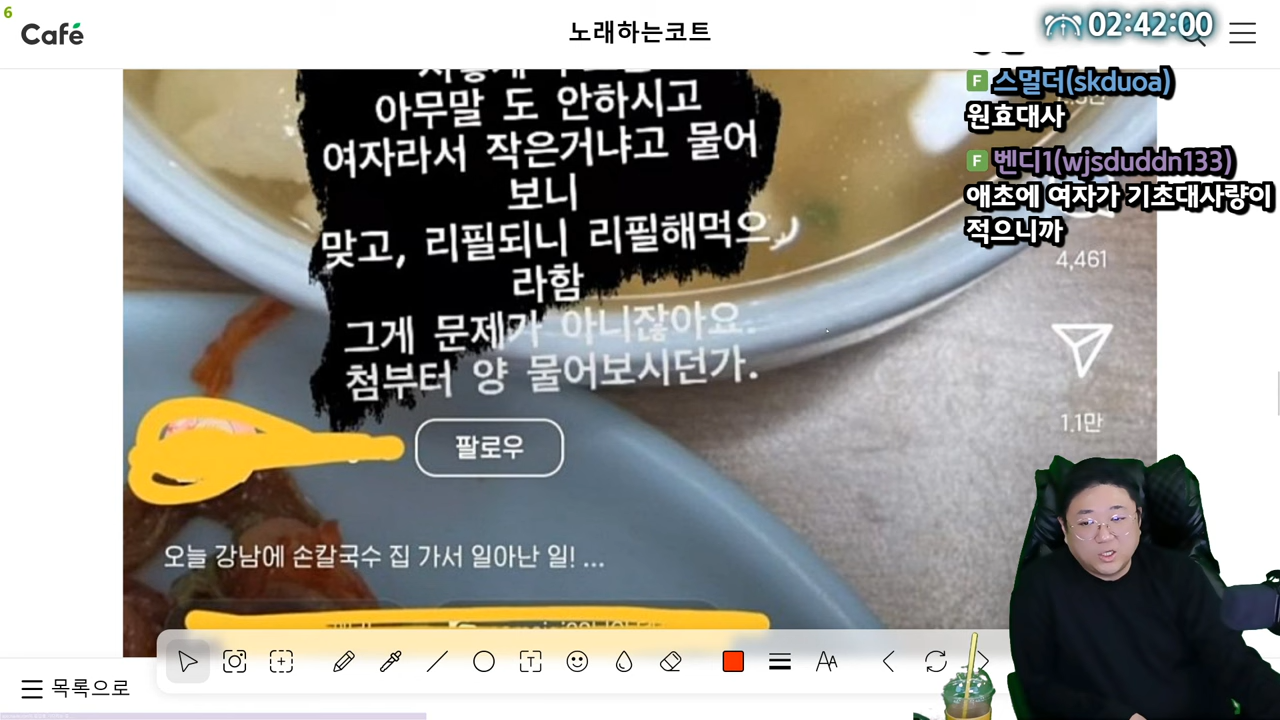 6
Café
노래하는코트
02:42:00
F 스멀더(skduoa)
원효대사
F 벤디1(wjsduddn133)
애초에 여자가 기초대사량이
적으니까
아무말 도 안하시고
여자라서 작은거냐고 물어
보니
맞고, 리필되니 리필해먹으
라함
그게 문제가 아니잖아요.
첨부터 양 물어보시던가.
4,461
1.1만
팔로우
오늘 강남에 손칼국수 집 가서 일아난 일! ...
T
AA
목록으로